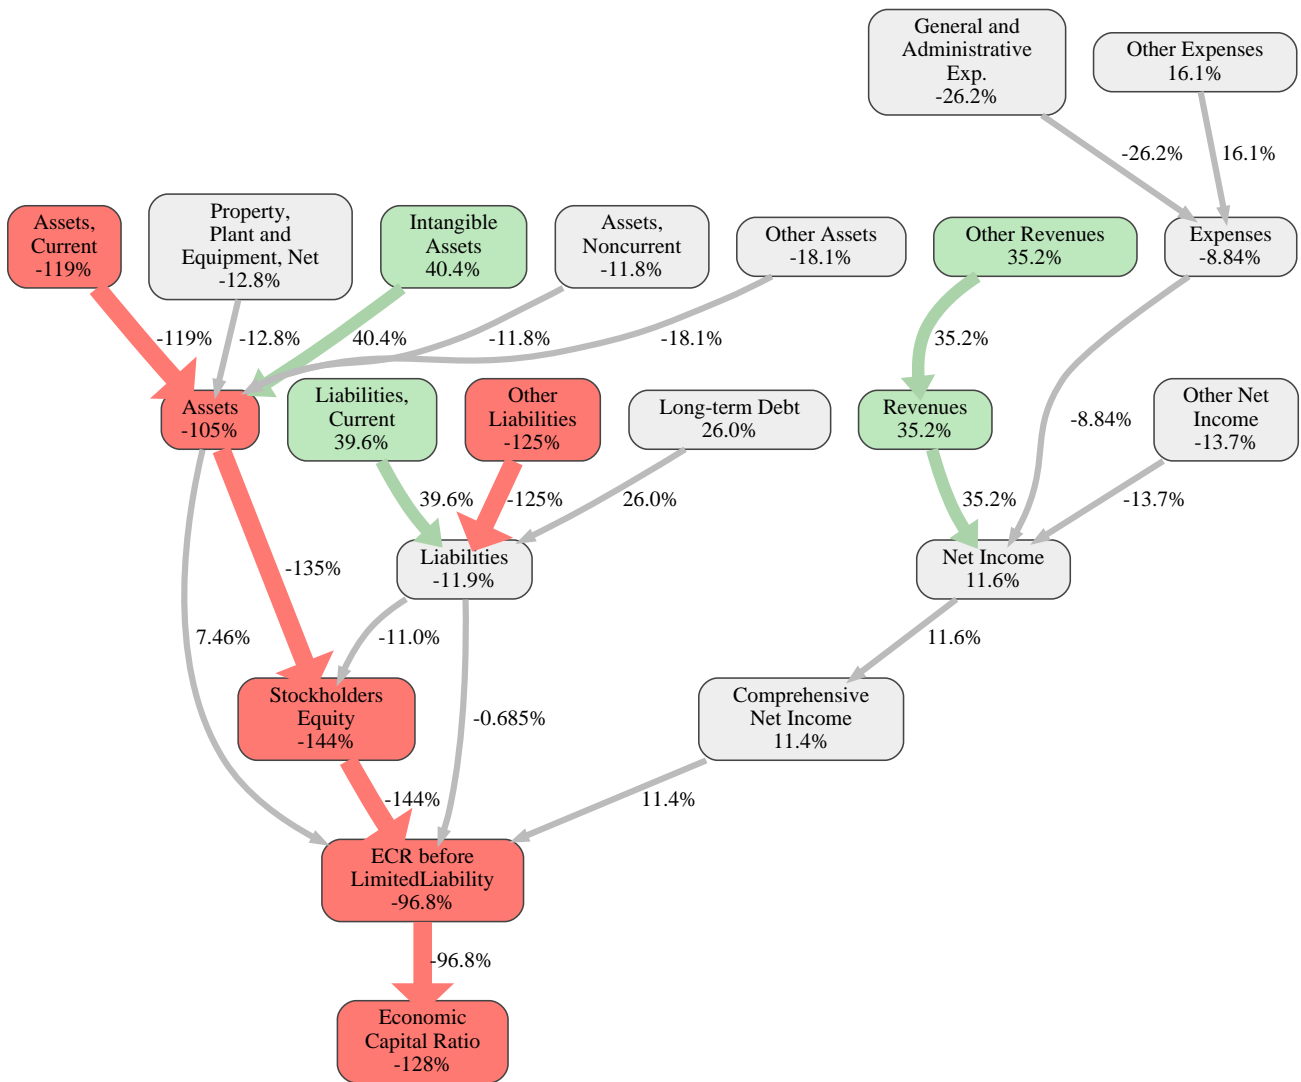 General and
Administrative
Exp.
-26.2%
Other Expenses
16.1%
-26.2%
16.1%
Assets,
Current
-119%
Property,
Plant and
Equipment, Net
-12.8%
Intangible
Assets
40.4%
Assets,
Noncurrent
-11.8%
Other Assets
-18.1%
Other Revenues
35.2%
Expenses
-8.84%
-119%
-12.8%
40.4%
-11.8%
-18.1%
35.2%
-8.84%
Assets
-105%
Liabilities,
Current
39.6%
Other
Liabilities
-125%
Long-term Debt
26.0%
Revenues
35.2%
Other Net
Income
-13.7%
39.6%
-125%
26.0%
35.2%
-13.7%
-135%
Liabilities
-11.9%
Net Income
11.6%
7.46%
-11.0%
-0.685%
11.6%
Stockholders
Equity
-144%
Comprehensive
Net Income
11.4%
-144%
11.4%
ECR before
LimitedLiability
-96.8%
-96.8%
Economic
Capital Ratio
-128%